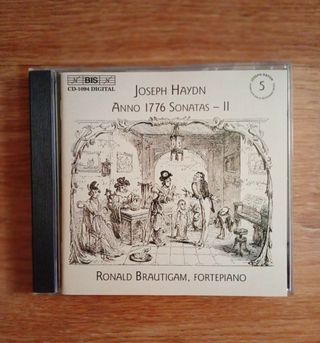 BIS
CD-1094 DIGITAL
JOSEPH HAYDN
ANNO 1776 SONATAS – II
5
RONALD BRAUTIGAM, FORTEPIANO